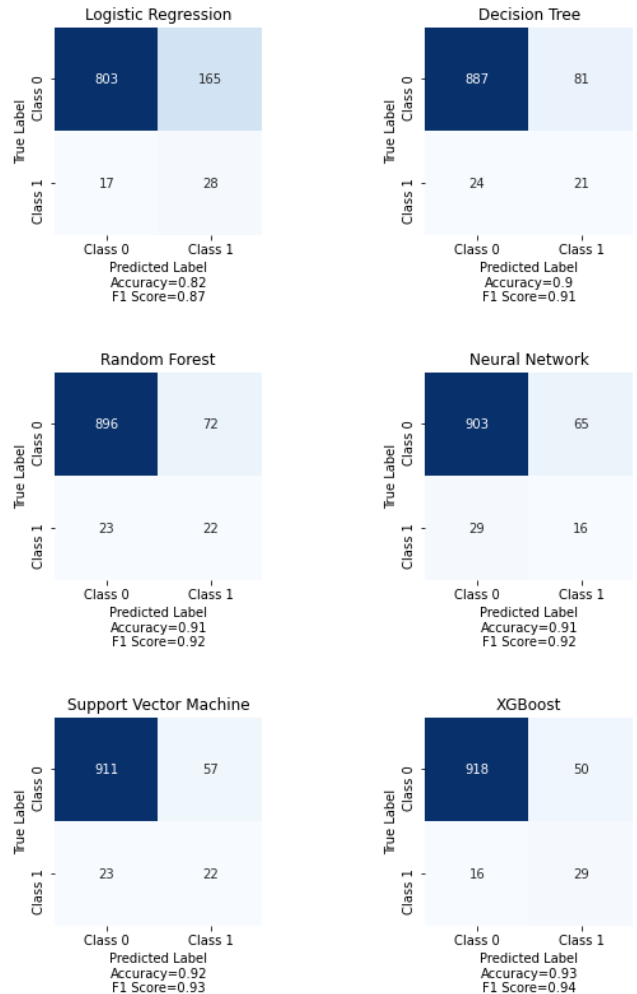 Logistic Regression
Class 0
803
165
True Label
Class 1
17
28
Class 0
Class 1
Predicted Label
Accuracy=0.82
F1 Score=0.87
Decision Tree
Class 0
887
81
True Label
Class 1
24
21
Class 0
Class 1
Predicted Label
Accuracy=0.9
F1 Score=0.91
Random Forest
Class 0
896
72
True Label
Class 1
23
22
Class 0
Class 1
Predicted Label
Accuracy=0.91
F1 Score=0.92
Neural Network
Class 0
903
65
True Label
Class 1
29
16
Class 0
Class 1
Predicted Label
Accuracy=0.91
F1 Score=0.92
Support Vector Machine
Class 0
911
57
True Label
Class 1
23
22
Class 0
Class 1
Predicted Label
Accuracy=0.92
F1 Score=0.93
XGBoost
Class 0
918
50
True Label
Class 1
16
29
Class 0
Class 1
Predicted Label
Accuracy=0.93
F1 Score=0.94